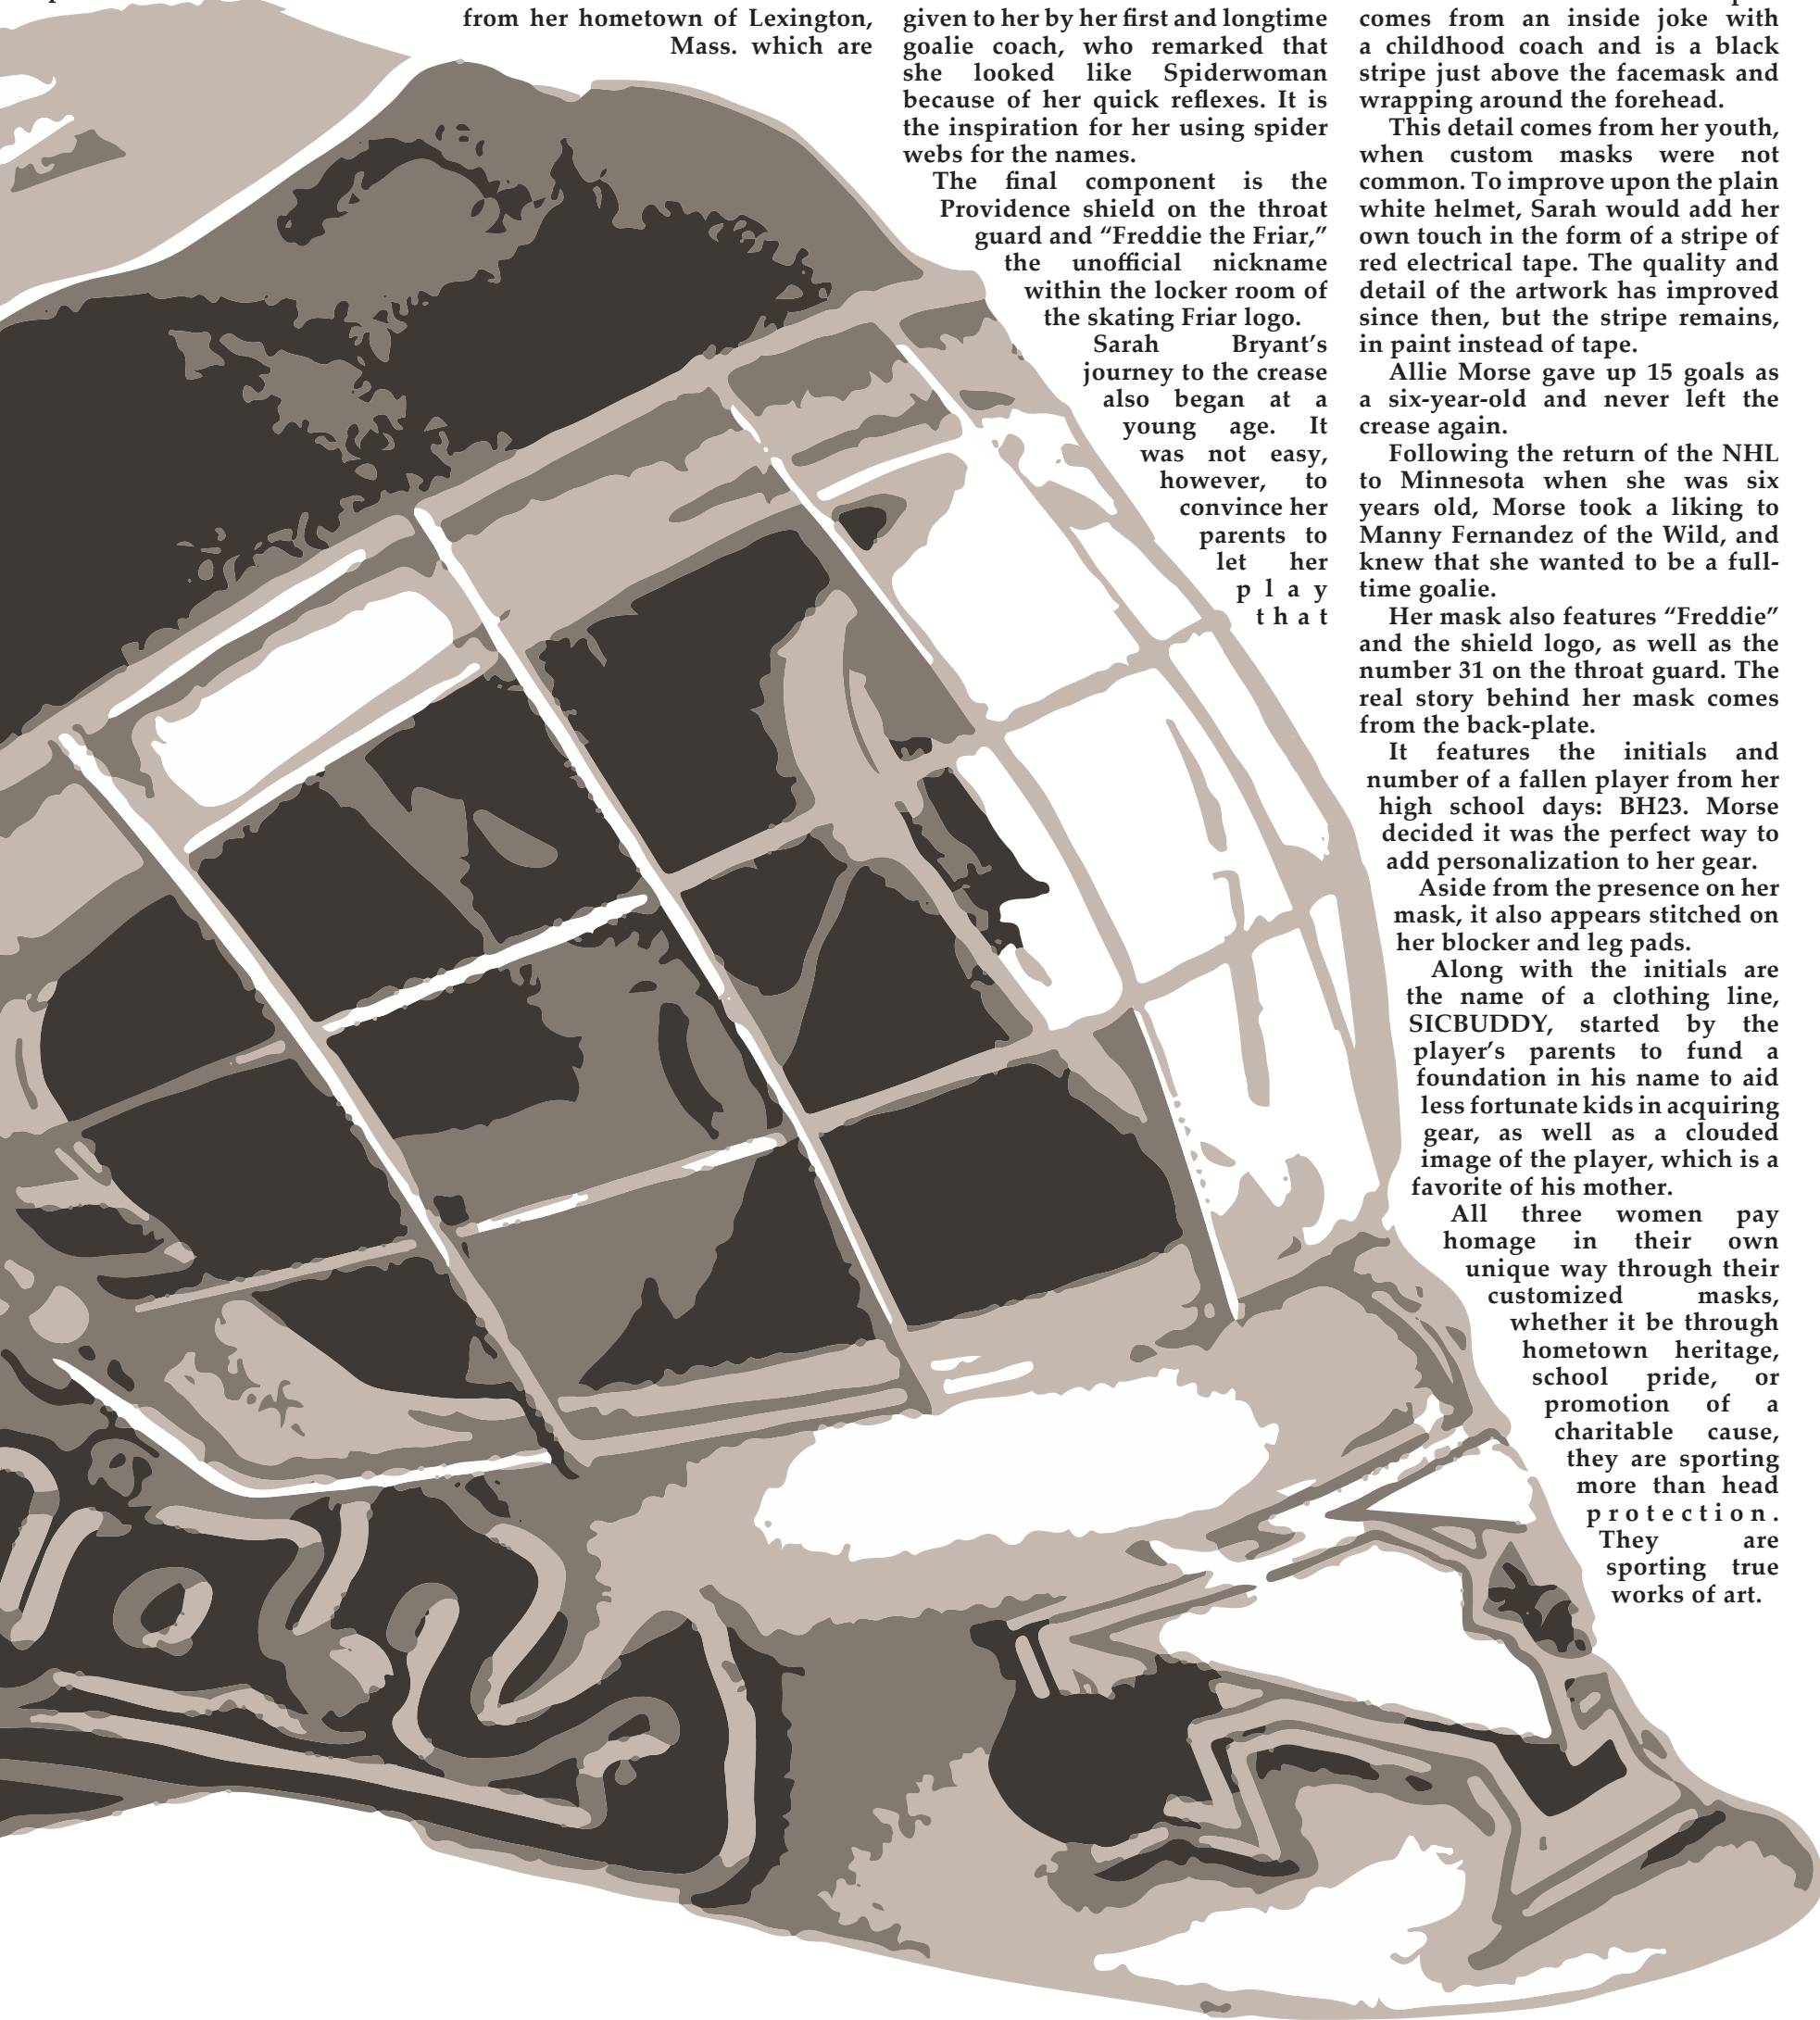 from her hometown of Lexington,
Mass. which are
given to her by her first and longtime
goalie coach, who remarked that
she looked like Spiderwoman
because of her quick reflexes. It is
the inspiration for her using spider
webs for the names.
The final component is the
Providence shield on the throat
guard and “Freddie the Friar,”
the unofficial nickname
within the locker room of
the skating Friar logo.
Sarah Bryant’s
journey to the crease
also began at a
young age. It
was not easy,
however, to
convince her
parents to
let her
play
that
comes from an inside joke with
a childhood coach and is a black
stripe just above the facemask and
wrapping around the forehead.
This detail comes from her youth,
when custom masks were not
common. To improve upon the plain
white helmet, Sarah would add her
own touch in the form of a stripe of
red electrical tape. The quality and
detail of the artwork has improved
since then, but the stripe remains,
in paint instead of tape.
Allie Morse gave up 15 goals as
a six-year-old and never left the
crease again.
Following the return of the NHL
to Minnesota when she was six
years old, Morse took a liking to
Manny Fernandez of the Wild, and
knew that she wanted to be a full-
time goalie.
Her mask also features “Freddie”
and the shield logo, as well as the
number 31 on the throat guard. The
real story behind her mask comes
from the back-plate.
It features the initials and
number of a fallen player from her
high school days: BH23. Morse
decided it was the perfect way to
add personalization to her gear.
Aside from the presence on her
mask, it also appears stitched on
her blocker and leg pads.
Along with the initials are
the name of a clothing line,
SICBUDDY, started by the
player’s parents to fund a
foundation in his name to aid
less fortunate kids in acquiring
gear, as well as a clouded
image of the player, which is a
favorite of his mother.
All three women pay
homage in their own
unique way through their
customized masks,
whether it be through
hometown heritage,
school pride, or
promotion of a
charitable cause,
they are sporting
more than head
protection.
They are
sporting true
works of art.